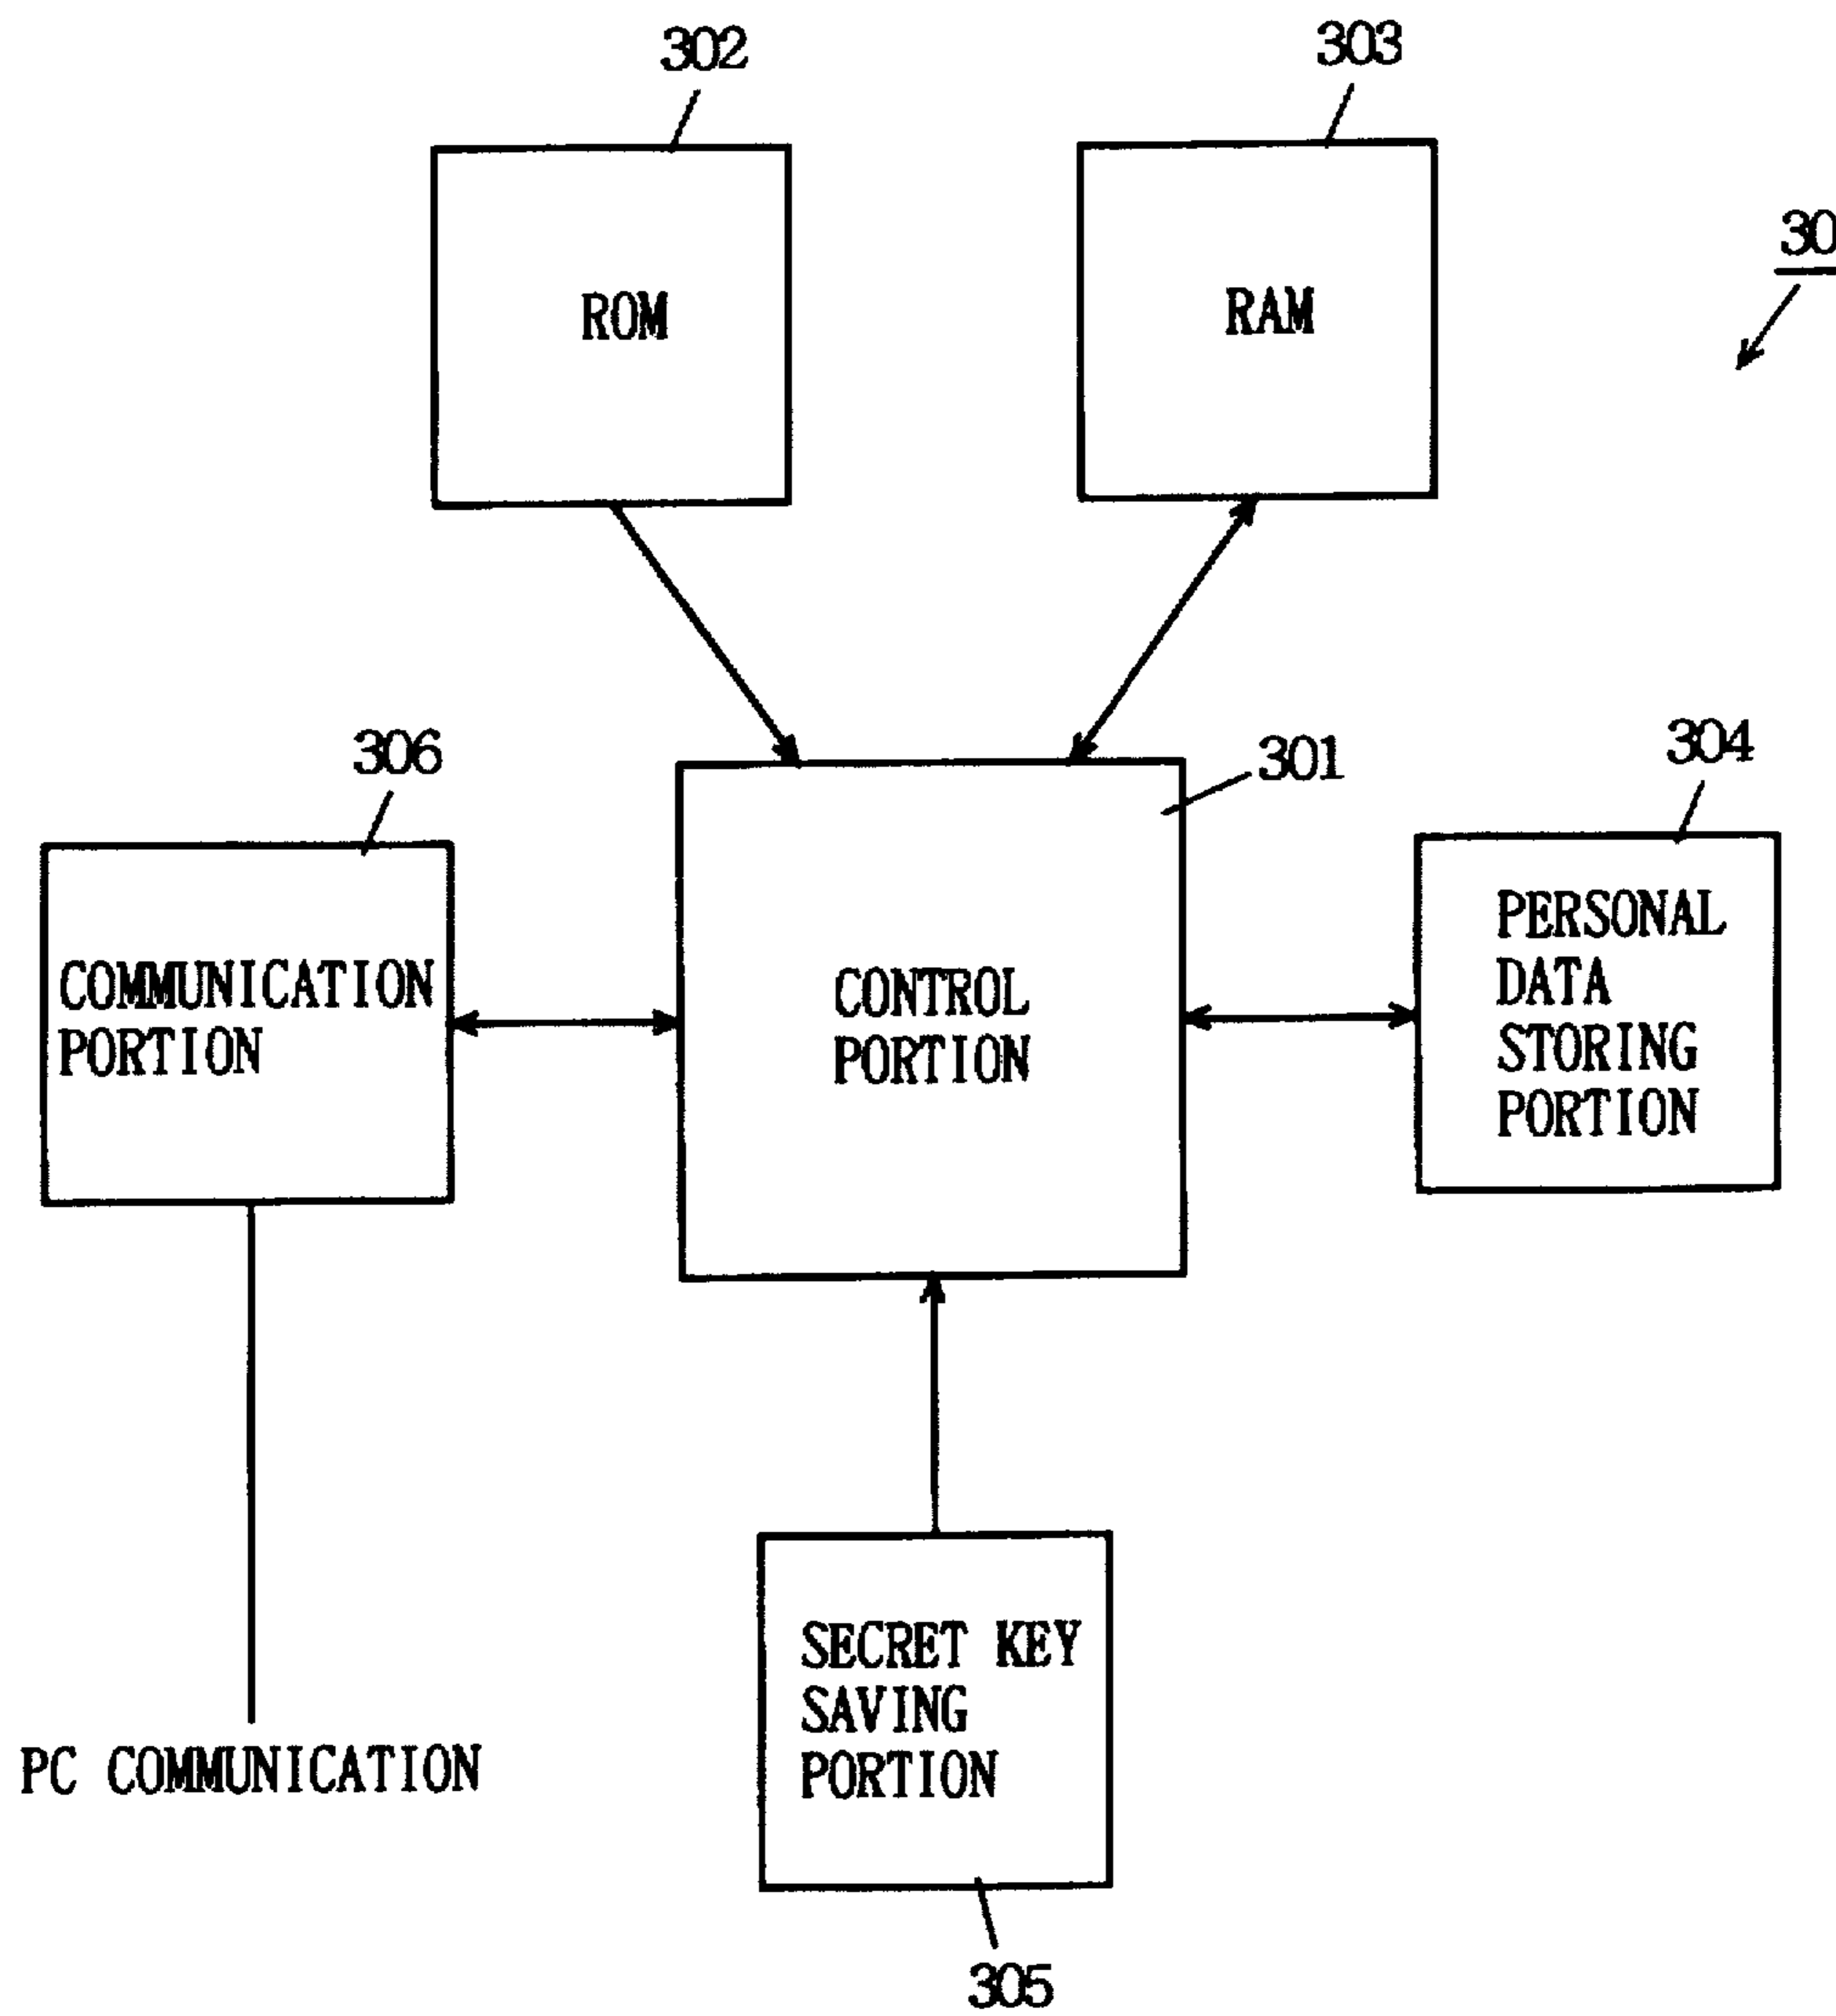 302
303
30
ROM
RAM
306
301
304
COMMUNICATION
PORTION
CONTROL
PORTION
PERSONAL
DATA
STORING
PORTION
SECRET KEY
SAVING
PORTION
PC COMMUNICATION
305